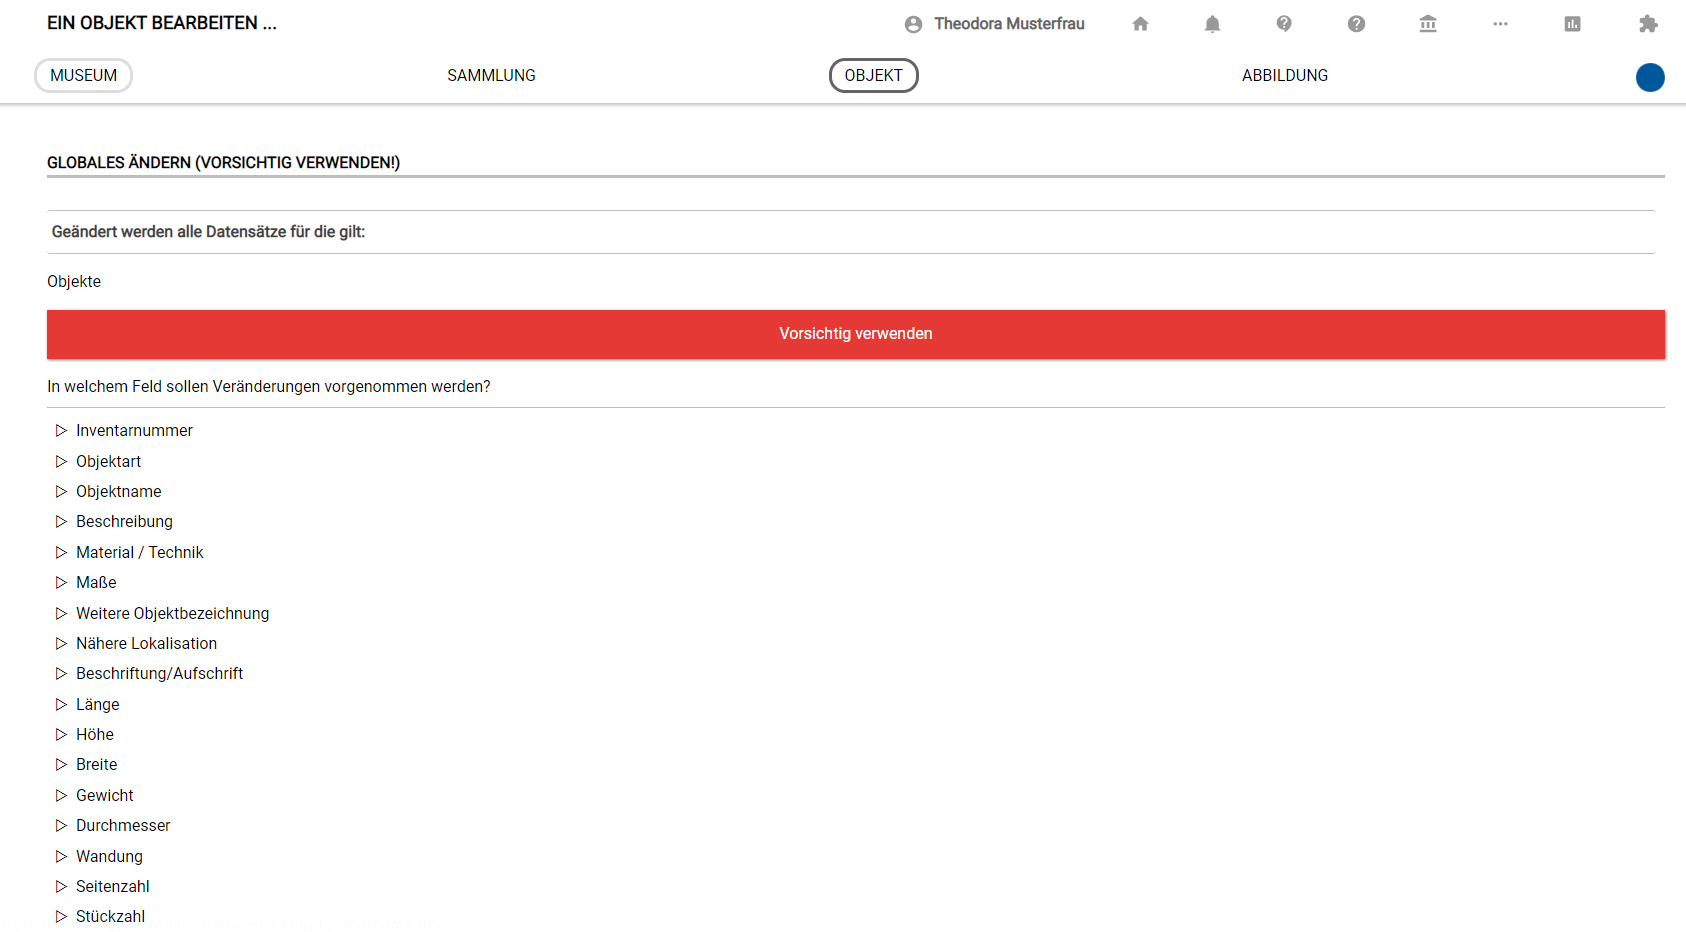 EIN OBJEKT BEARBEITEN ...
Theodora Musterfrau
MUSEUM
SAMMLUNG
OBJEKT
ABBILDUNG
GLOBALES ÄNDERN (VORSICHTIG VERWENDEN!)
Geändert werden alle Datensätze für die gilt:
Objekte
Vorsichtig verwenden
In welchem Feld sollen Veränderungen vorgenommen werden?
Inventarnummer
Objektart
Objektname
Beschreibung
Material / Technik
Maße
Weitere Objektbezeichnung
Nähere Lokalisation
Beschriftung/Aufschrift
Länge
Höhe
Breite
Gewicht
Durchmesser
Wandung
Seitenzahl
Stückzahl